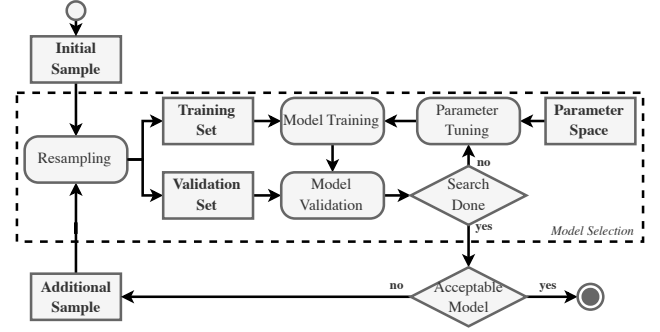 Initial
Sample
Training
Set
Model Training
Parameter
Tuning
Parameter
Space
Resampling
Validation
Set
Model
Validation
no
Search
Done
yes
Model Selection
Additional
Sample
no
Acceptable
Model
yes